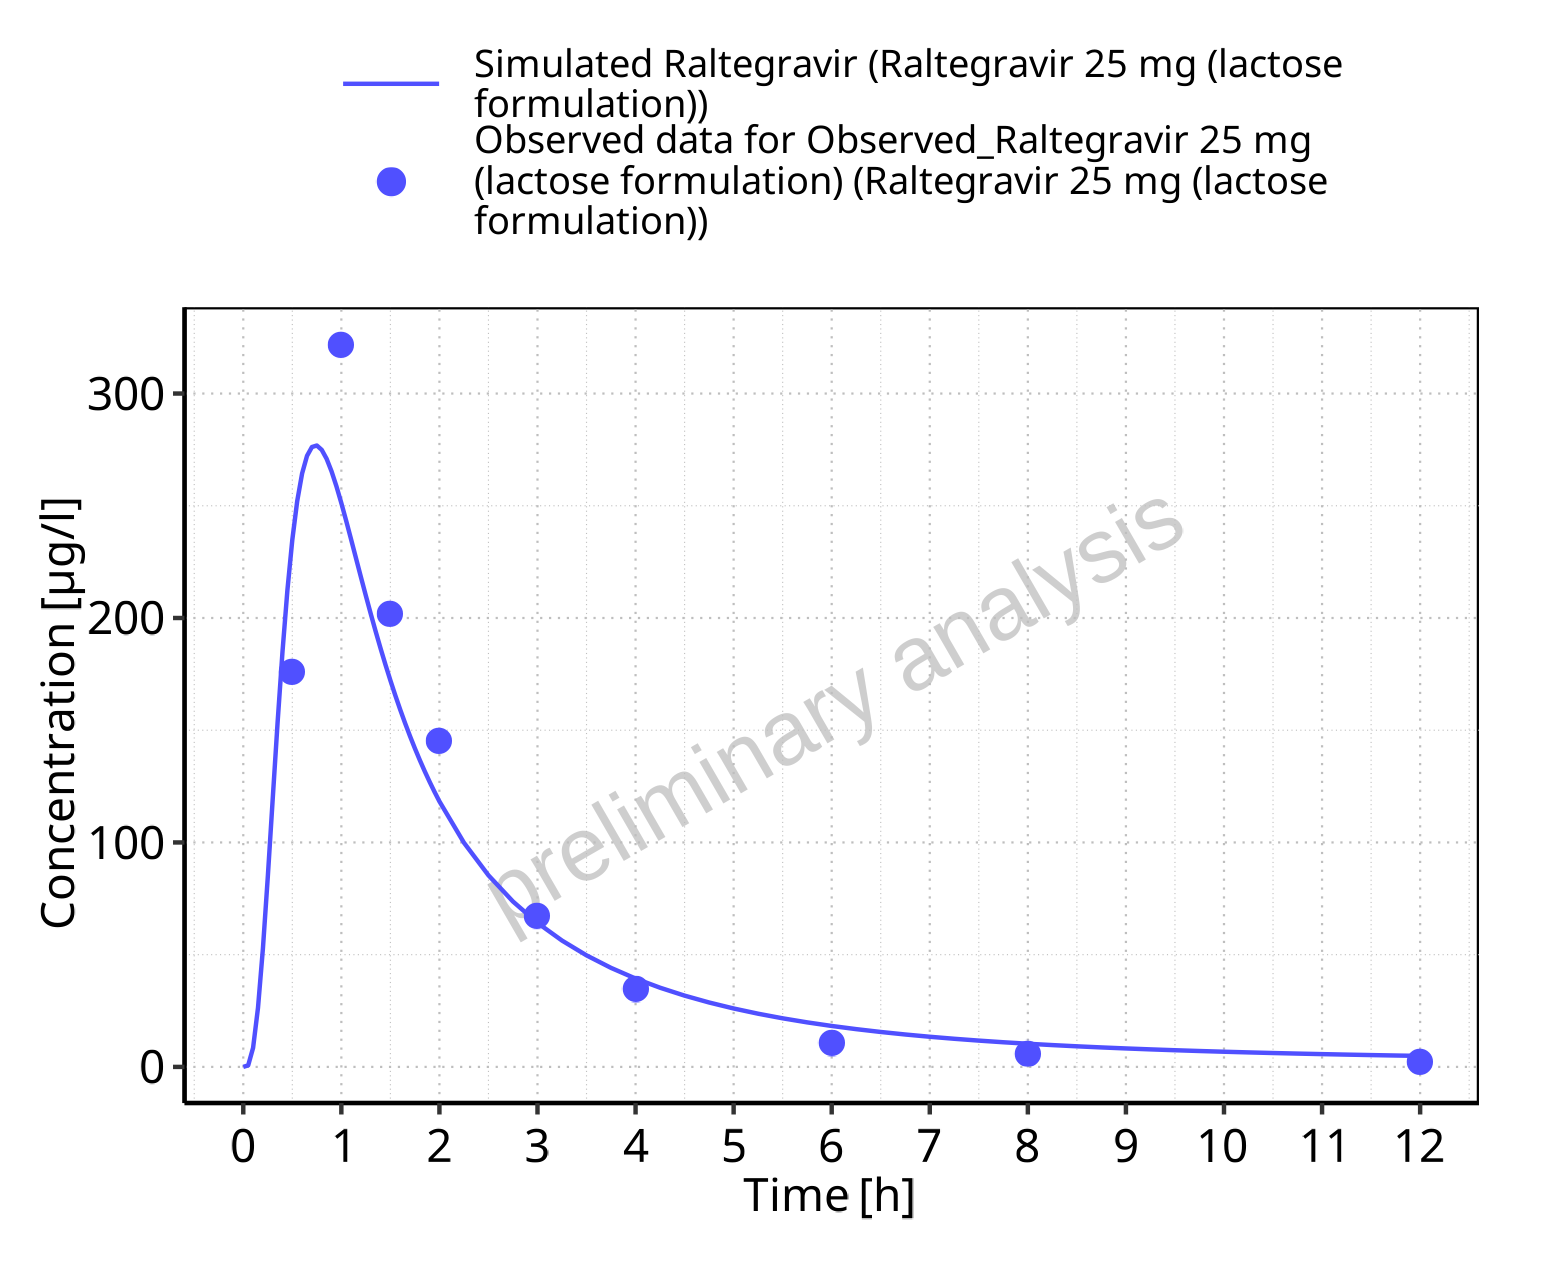 Simulated Raltegravir (Raltegravir 25 mg (lactose
formulation))
Observed data for Observed_Raltegravir 25 mg
(lactose formulation) (Raltegravir 25 mg (lactose
formulation))
300
200
100
0
Concentration [µg/l]
preliminary analysis
0 1 2 3 4 5 6 7 8 9 10 11 12
Time [h]